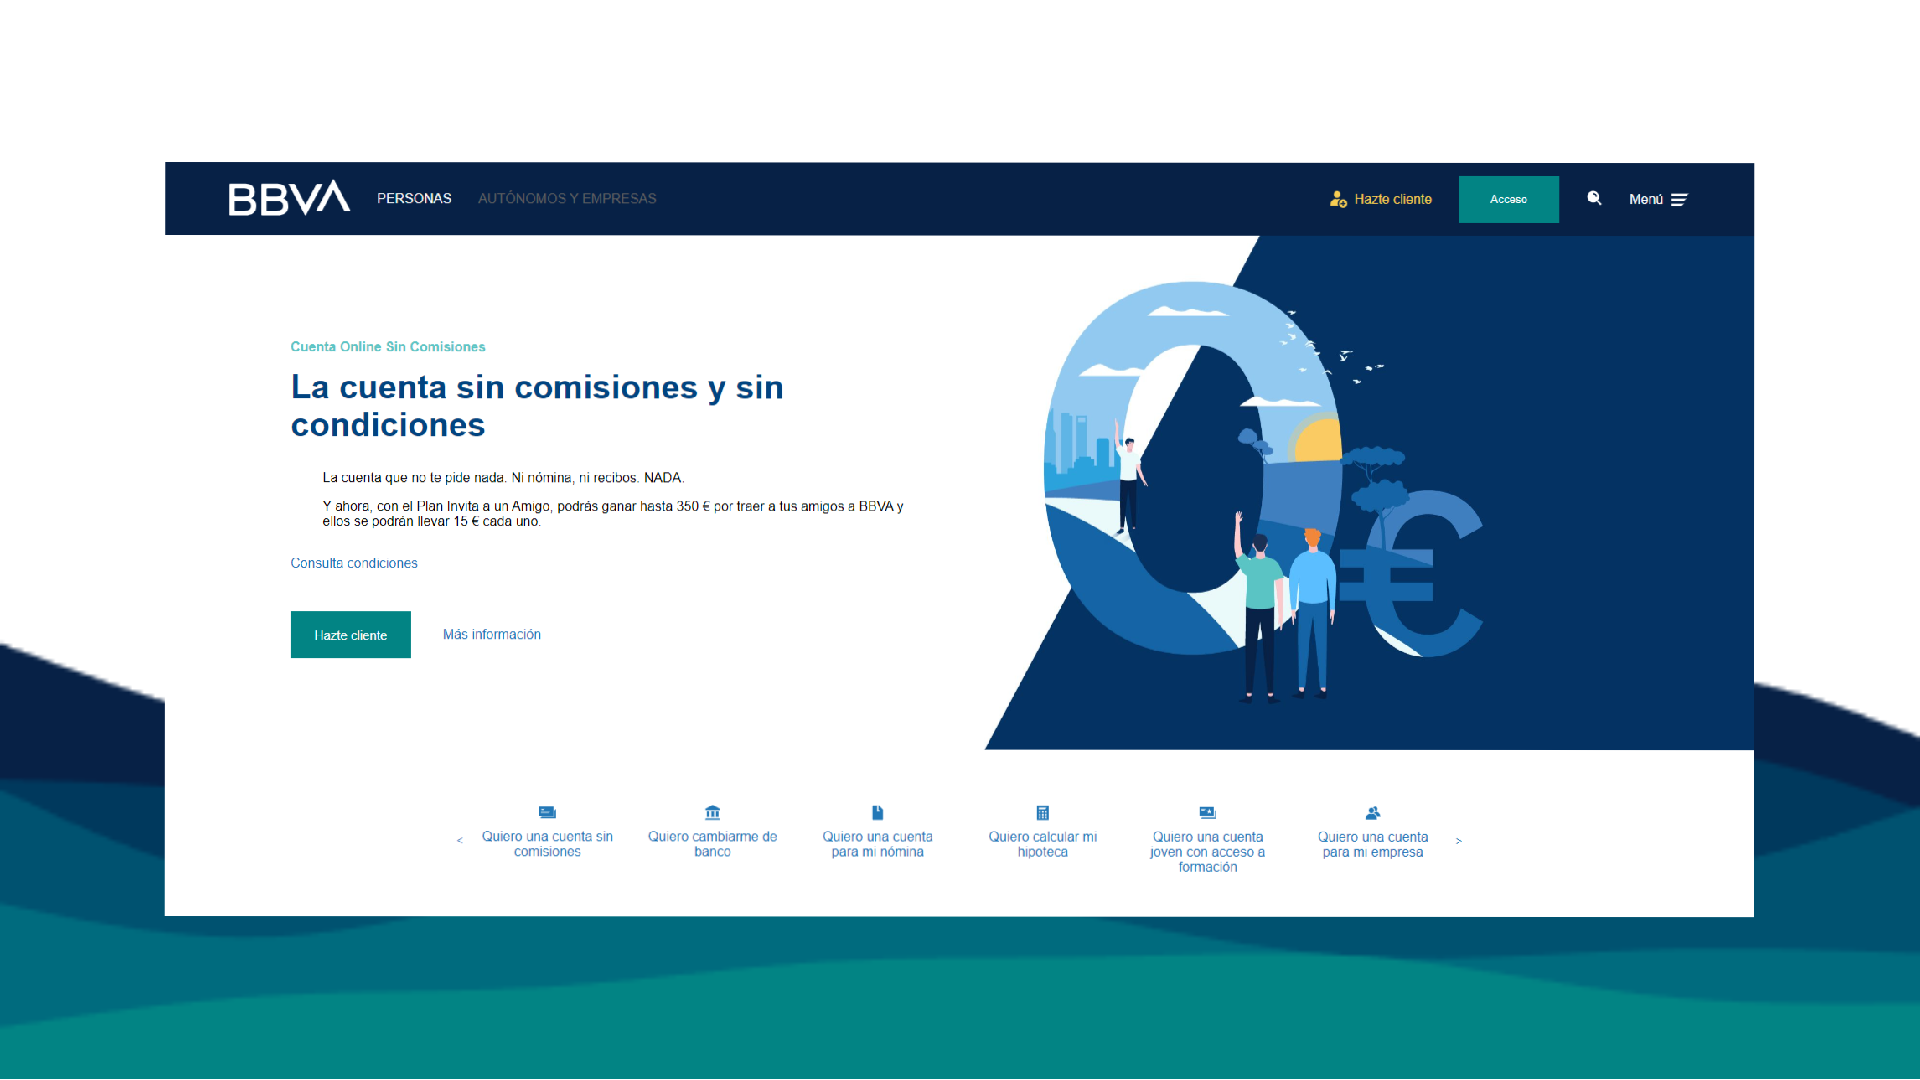 BBVA PERSONAS AUTÓNOMOS Y EMPRESAS Hazte cliente Acceso Menú
Cuenta Online Sin Comisiones
La cuenta sin comisiones y sin
condiciones
La cuenta que no te pide nada. Ni nómina, ni recibos. NADA.
Y ahora, con el Plan Invita a un Amigo, podrás ganar hasta 350 € por traer a tus amigos a BBVA y
ellos se podrán llevar 15 € cada uno.
Consulta condiciones
Hazte cliente Más información
0€
< Quiero una cuenta sin
comisiones
Quiero cambiarme de
banco
Quiero una cuenta
para mi nómina
Quiero calcular mi
hipoteca
Quiero una cuenta
joven con acceso a
formación
Quiero una cuenta
para mi empresa >